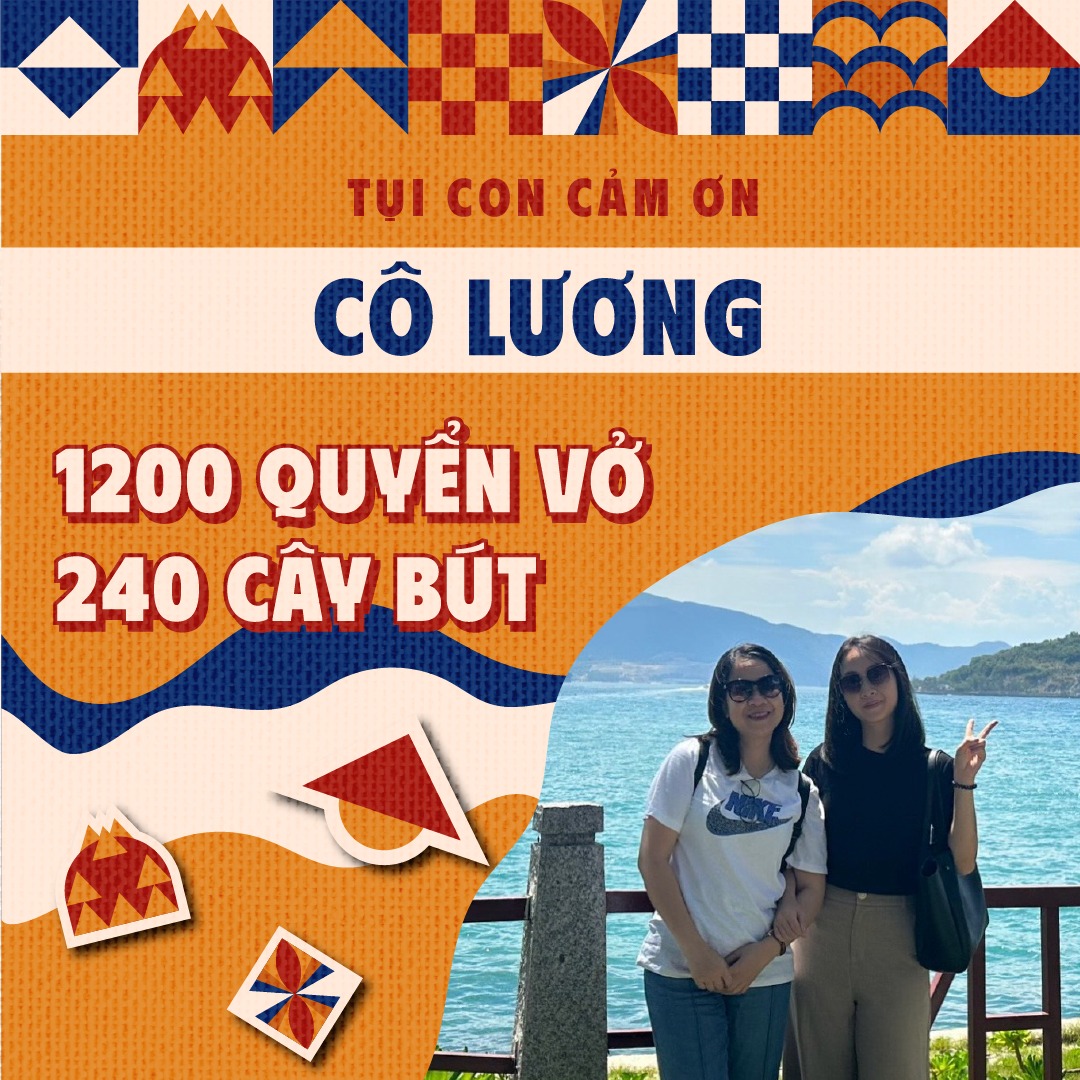 TỤI CON CẢM ƠN
CÔ LƯƠNG
1200 QUYỂN VỞ
240 CÂY BÚT
NIKE